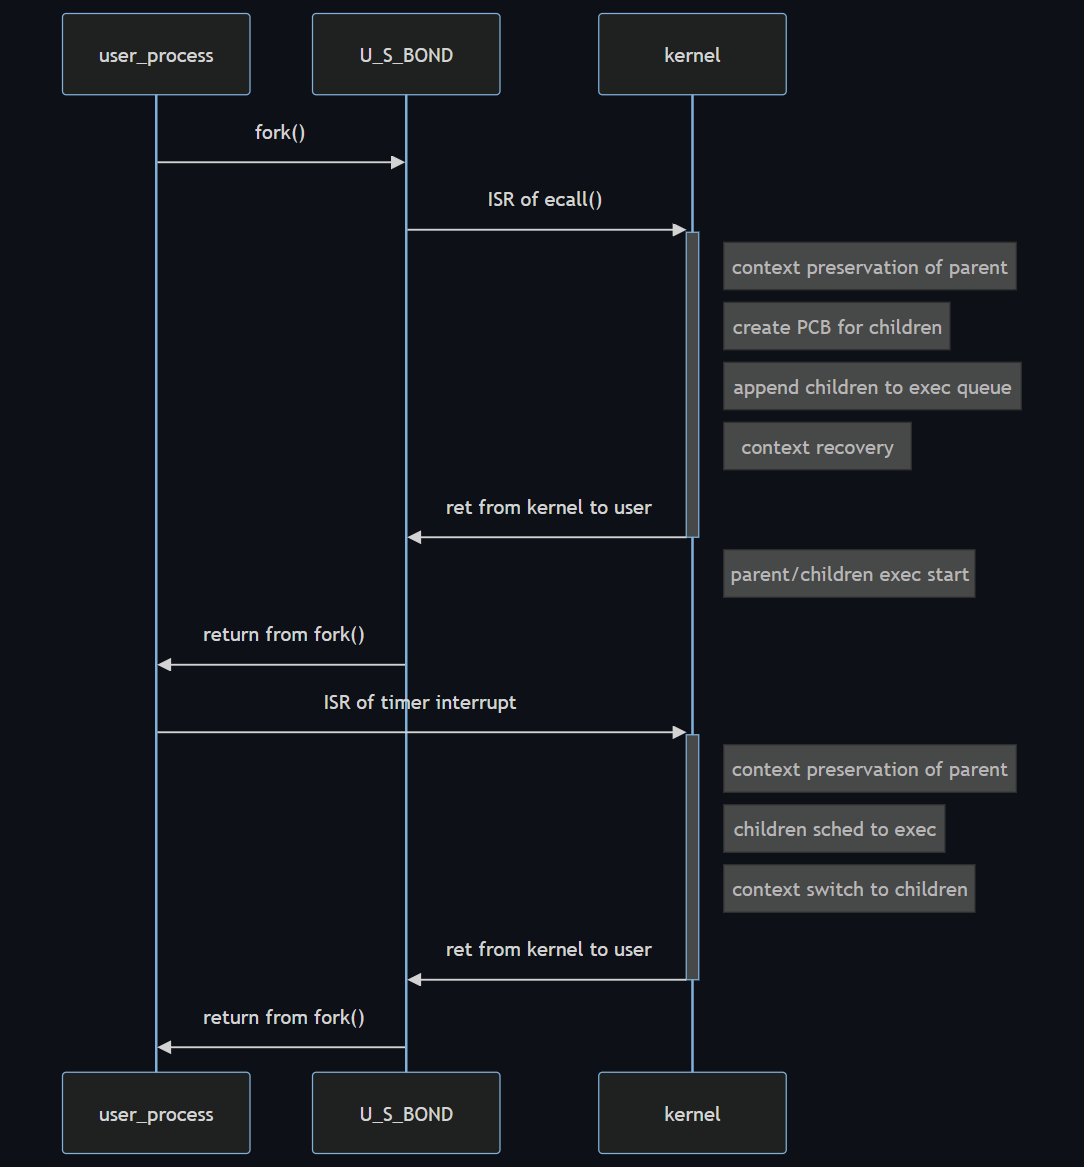 user_process
U_S_BOND
kernel
fork()
ISR of ecall()
context preservation of parent
create PCB for children
append children to exec queue
context recovery
ret from kernel to user
parent/children exec start
return from fork()
ISR of timer interrupt
context preservation of parent
children sched to exec
context switch to children
ret from kernel to user
return from fork()
user_process
U_S_BOND
kernel